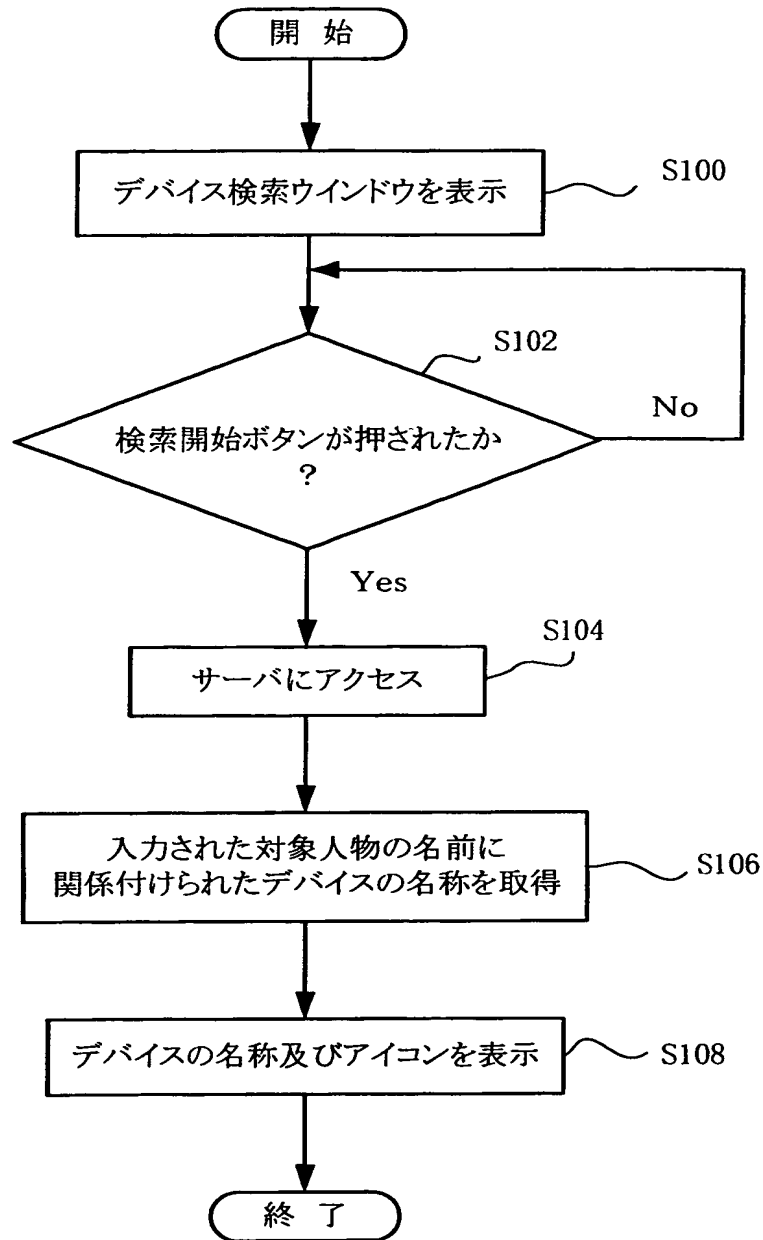 開 始
デバイス検索ウインドウを表示
S100
S102
検索開始ボタンが押されたか
?
No
Yes
S104
サーバにアクセス
入力された対象人物の名前に
関係付けられたデバイスの名称を取得
S106
デバイスの名称及びアイコンを表示
S108
終 了